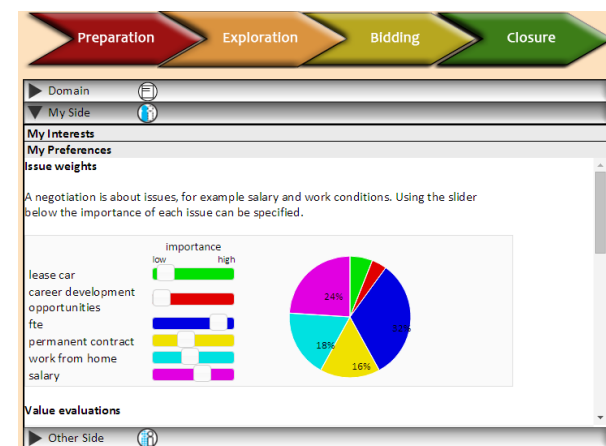 Preparation
Exploration
Bidding
Closure
Domain
My Side
My Interests
My Preferences
Issue weights
A negotiation is about issues, for example salary and work conditions. Using the slider
below the importance of each issue can be specified.
importance
low high
lease car
career development
opportunities
fte
permanent contract
work from home
salary
24%
32%
18%
16%
Value evaluations
Other Side